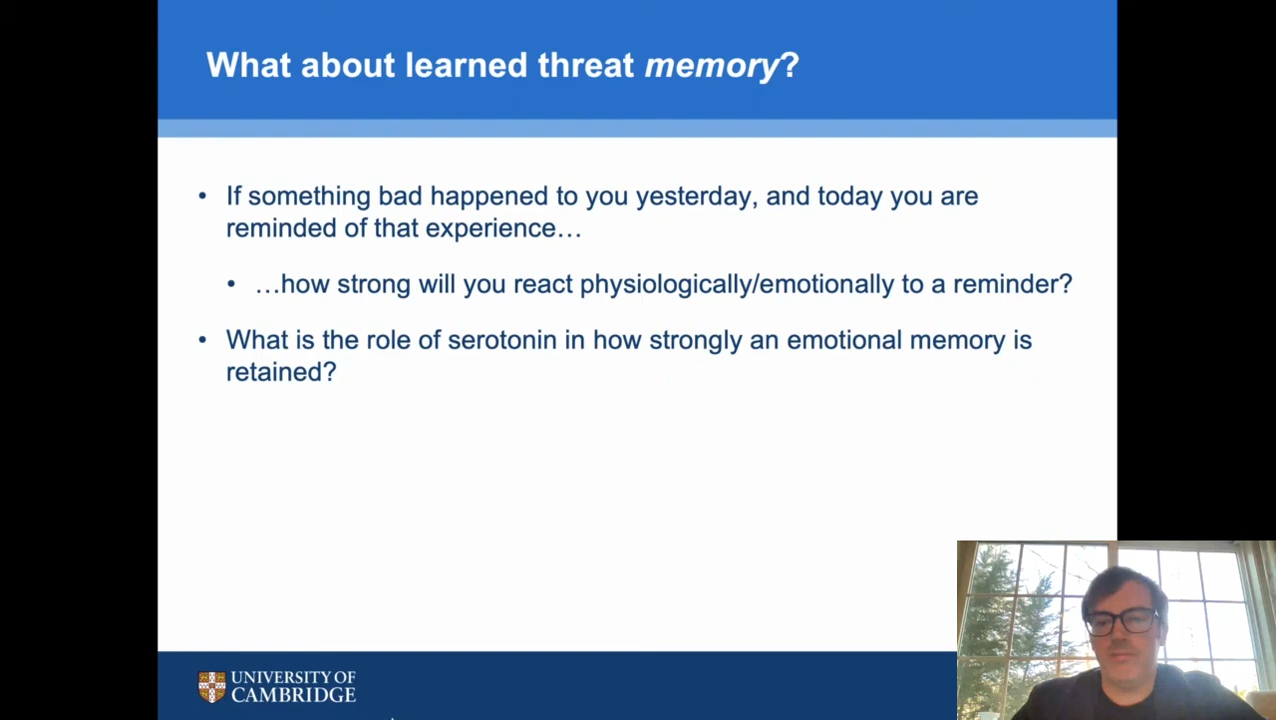 What about learned threat memory?
• If something bad happened to you yesterday, and today you are
reminded of that experience…
• …how strong will you react physiologically/emotionally to a reminder?
• What is the role of serotonin in how strongly an emotional memory is
retained?
UNIVERSITY OF
CAMBRIDGE